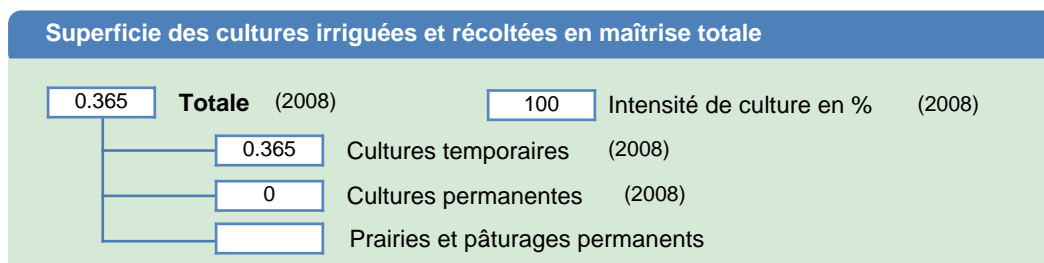 Superficie des cultures irriguées et récoltées en maîtrise totale
0.365 Totale (2008) 100 Intensité de culture en % (2008)
0.365 Cultures temporaires (2008)
0 Cultures permanentes (2008)
Prairies et pâturages permanents